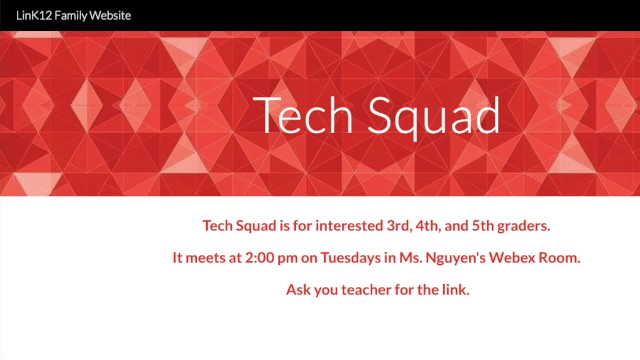 LinK12 Family Website
Tech Squad
Tech Squad is for interested 3rd, 4th, and 5th graders.
It meets at 2:00 pm on Tuesdays in Ms. Nguyen's Webex Room.
Ask you teacher for the link.